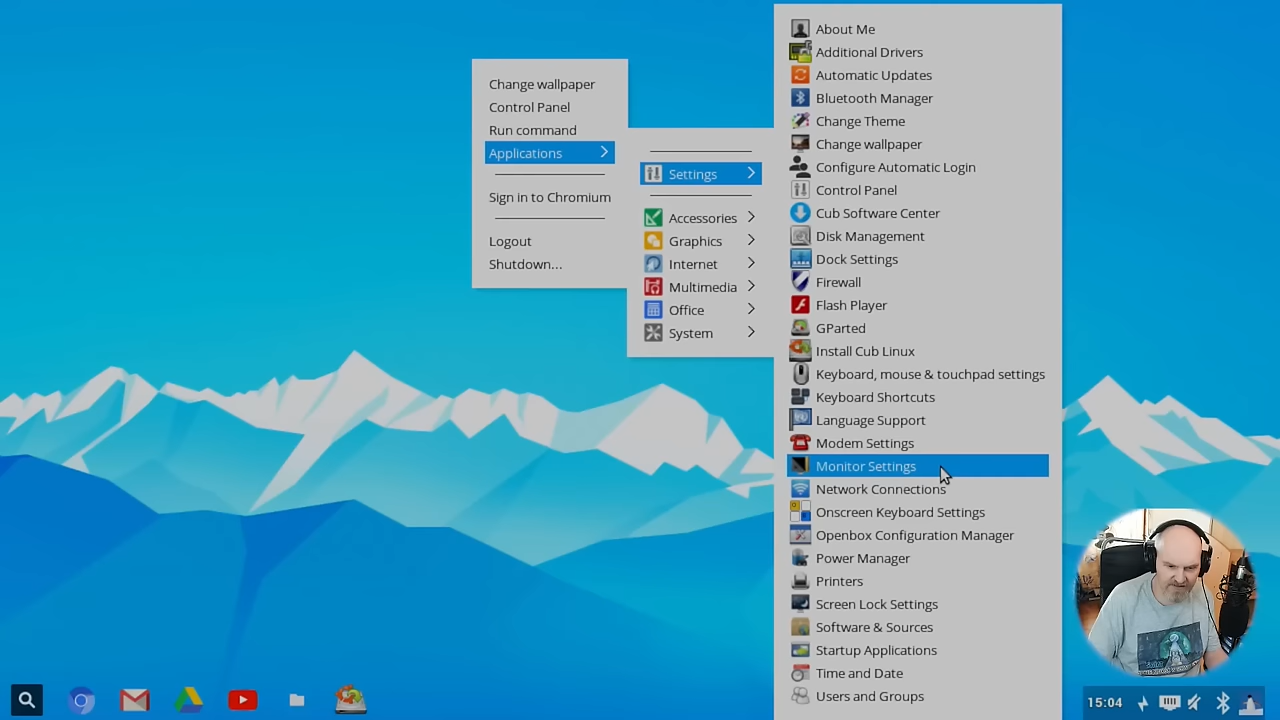 Change wallpaper
Control Panel
Run command
Applications
Sign in to Chromium
Logout
Shutdown...
Settings
Accessories
Graphics
Internet
Multimedia
Office
System
About Me
Additional Drivers
Automatic Updates
Bluetooth Manager
Change Theme
Change wallpaper
Configure Automatic Login
Control Panel
Cub Software Center
Disk Management
Dock Settings
Firewall
Flash Player
GParted
Install Cub Linux
Keyboard, mouse & touchpad settings
Keyboard Shortcuts
Language Support
Modem Settings
Monitor Settings
Network Connections
Onscreen Keyboard Settings
Openbox Configuration Manager
Power Manager
Printers
Screen Lock Settings
Software & Sources
Startup Applications
Time and Date
Users and Groups
15:04